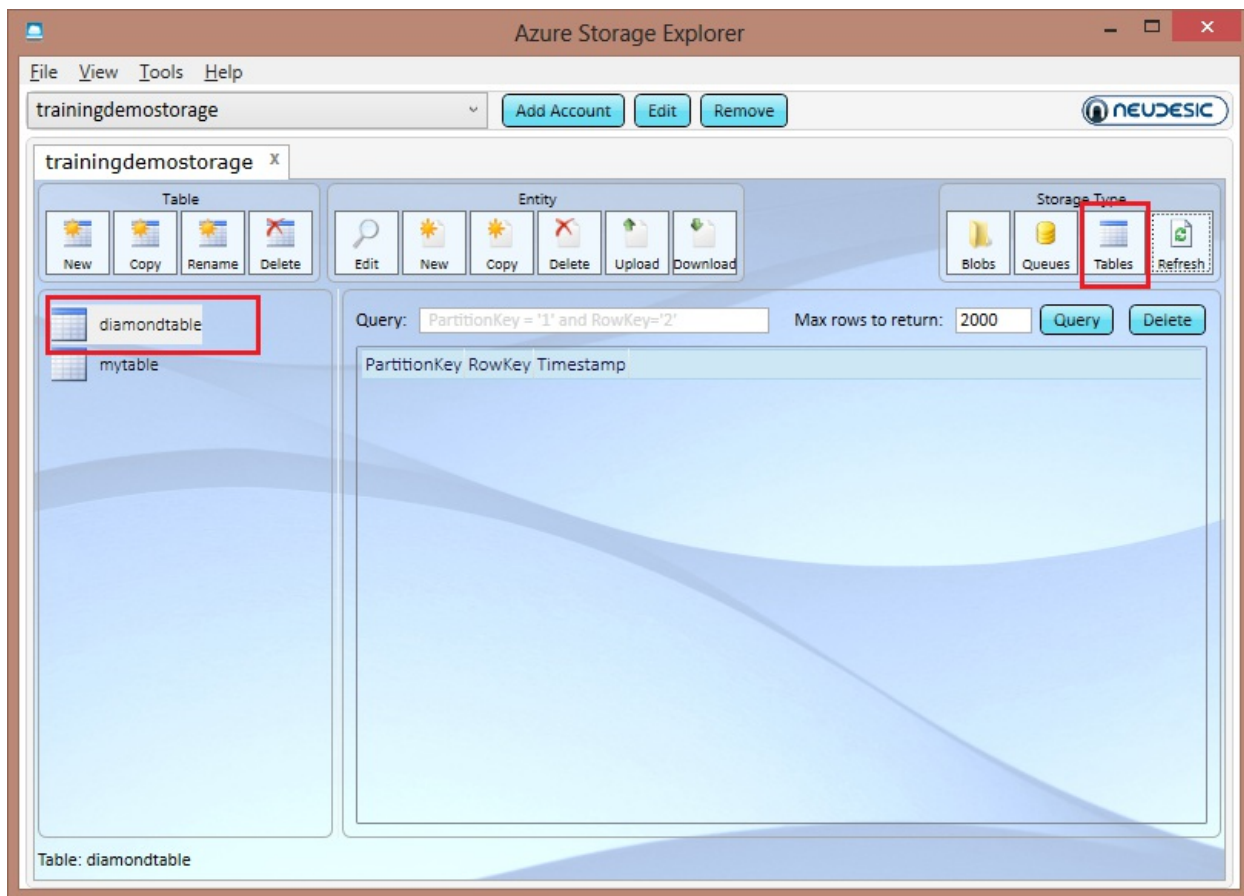 Azure Storage Explorer
File View Tools Help
trainingdemostorage Add Account Edit Remove NEUDESIC
trainingdemostorage X
Table Entity Storage Type
New Copy Rename Delete Edit New Copy Delete Upload Download Blobs Queues Tables Refresh
diamondtable
mytable
Query: PartitionKey = '1' and RowKey='2' Max rows to return: 2000 Query Delete
PartitionKey RowKey Timestamp
Table: diamondtable